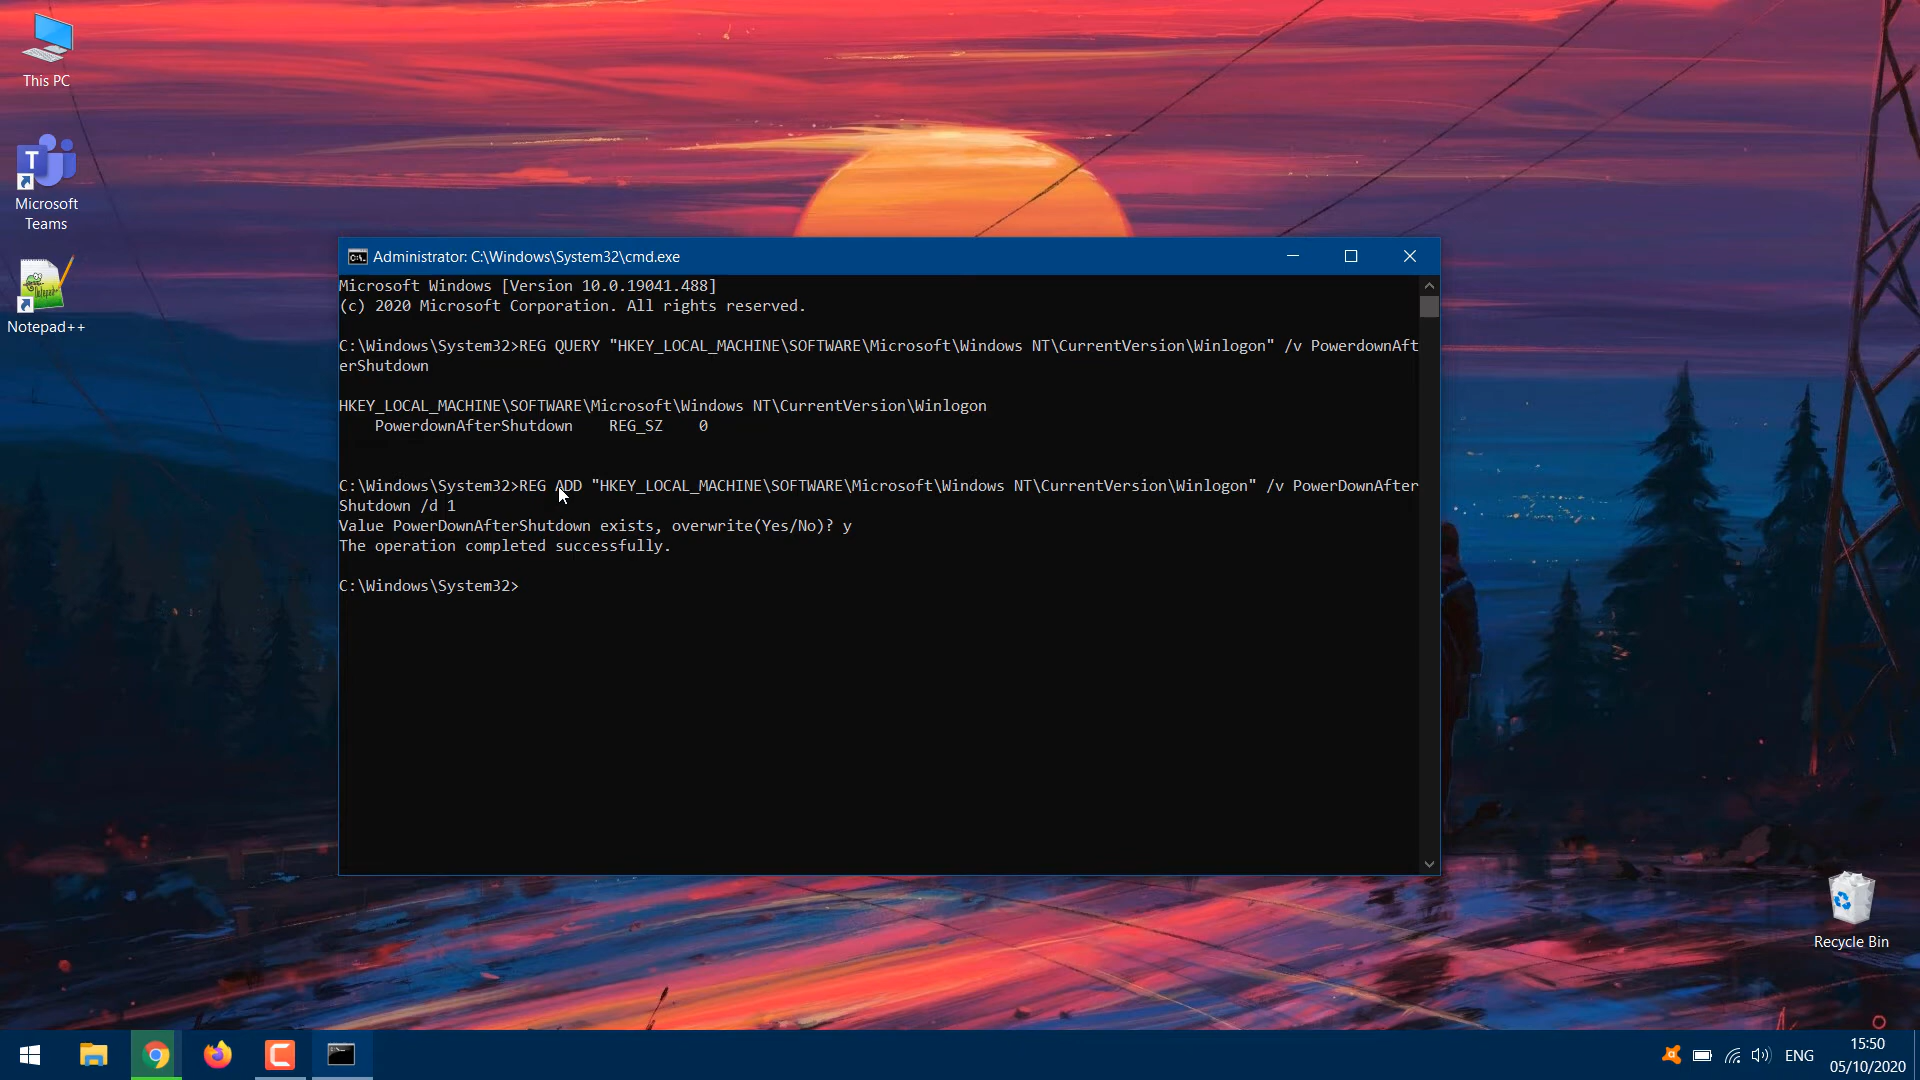 This PC
Microsoft
Teams
Notepad++
Administrator: C:\Windows\System32\cmd.exe
Microsoft Windows [Version 10.0.19041.488]
(c) 2020 Microsoft Corporation. All rights reserved.
C:\Windows\System32>REG QUERY "HKEY_LOCAL_MACHINE\SOFTWARE\Microsoft\Windows NT\CurrentVersion\Winlogon" /v PowerdownAft
erShutdown
HKEY_LOCAL_MACHINE\SOFTWARE\Microsoft\Windows NT\CurrentVersion\Winlogon
    PowerdownAfterShutdown    REG_SZ    0
C:\Windows\System32>REG ADD "HKEY_LOCAL_MACHINE\SOFTWARE\Microsoft\Windows NT\CurrentVersion\Winlogon" /v PowerDownAfter
Shutdown /d 1
Value PowerDownAfterShutdown exists, overwrite(Yes/No)? y
The operation completed successfully.
C:\Windows\System32>
Recycle Bin
ENG
15:50
05/10/2020